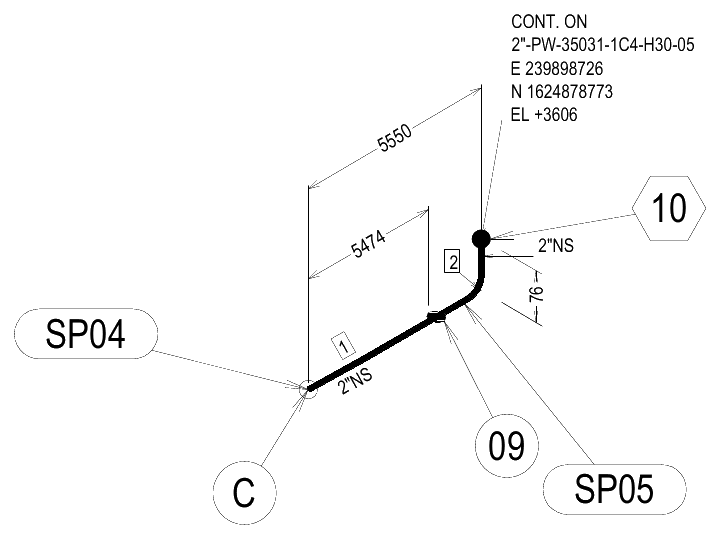 CONT. ON
2"-PW-35031-1C4-H30-05
E 239898726
N 1624878773
EL +3606
5550
10
5474
2"NS
2
76
SP04
1
2"NS
09
C
SP05